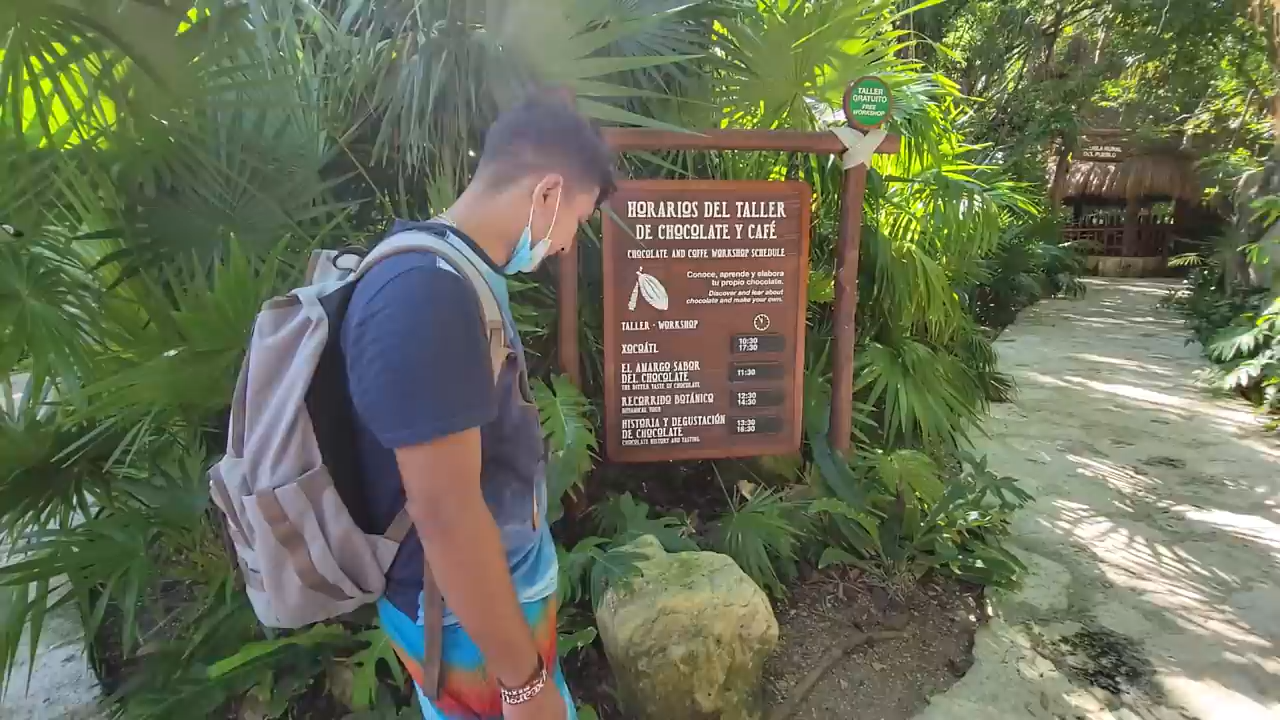 TALLER
GRATUITO
FREE
WORKSHOP
DEL PUEBLO
HORARIOS DEL TALLER
DE CHOCOLATE Y CAFÉ
CHOCOLATE AND COFFE WORKSHOP SCHEDULE
Conoce, aprende y elabora
tu propio chocolate.
Discover and lear about
chocolate and make your own.
TALLER - WORKSHOP
XOCOÁTL
10:30
17:30
EL AMARGO SABOR
DEL CHOCOLATE
THE BITTER TASTE OF CHOCOLATE
11:30
RECORRIDO BOTÁNICO
BOTANICAL TOUR
12:30
14:30
HISTORIA Y DEGUSTACIÓN
DE CHOCOLATE
CHOCOLATE HISTORY AND TASTING
13:30
16:30